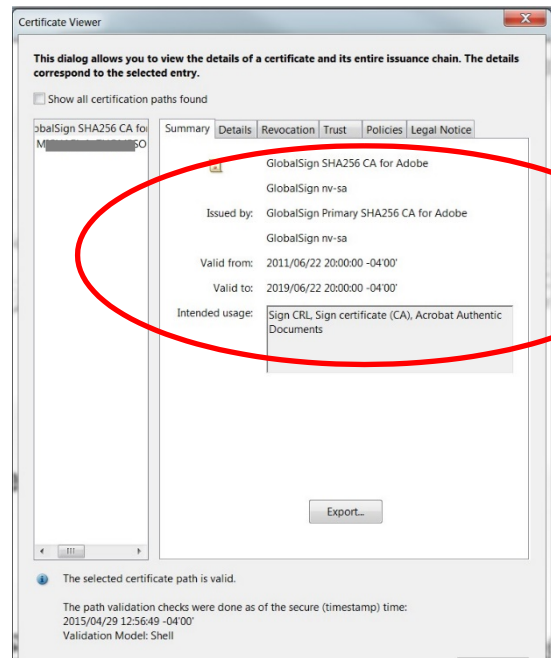 Certificate Viewer
This dialog allows you to view the details of a certificate and its entire issuance chain. The details
correspond to the selected entry.
Show all certification paths found
obalSign SHA256 CA for
M SO
Summary Details Revocation Trust Policies Legal Notice
GlobalSign SHA256 CA for Adobe
GlobalSign nv-sa
Issued by: GlobalSign Primary SHA256 CA for Adobe
GlobalSign nv-sa
Valid from: 2011/06/22 20:00:00 -04'00'
Valid to: 2019/06/22 20:00:00 -04'00'
Intended usage: Sign CRL, Sign certificate (CA), Acrobat Authentic
Documents
Export...
The selected certificate path is valid.
The path validation checks were done as of the secure (timestamp) time:
2015/04/29 12:56:49 -04'00'
Validation Model: Shell